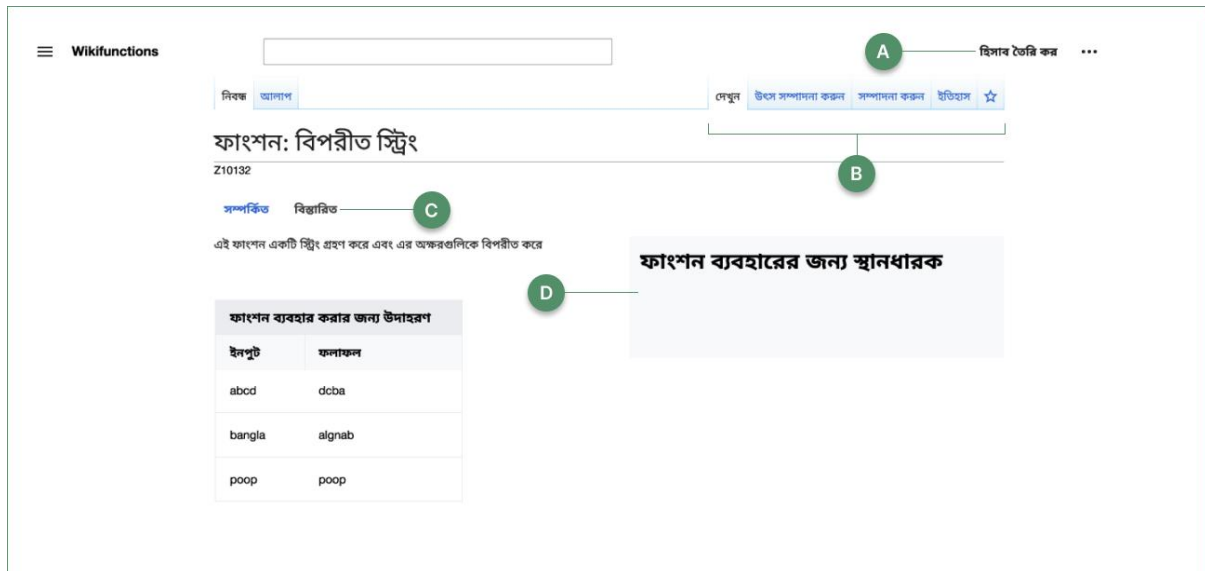 Wikifunctions
A হিসাব তৈরি কর ...
নিবন্ধ আলাপ দেখুন উৎস সম্পাদনা করুন সম্পাদনা করুন ইতিহাস
ফাংশন: বিপরীত স্ট্রিং
Z10132
B
সম্পর্কিত বিস্তারিত C
এই ফাংশন একটি স্ট্রিং গ্রহণ করে এবং এর অক্ষরগুলিকে বিপরীত করে
ফাংশন ব্যবহারের জন্য স্থানধারক
D
ফাংশন ব্যবহার করার জন্য উদাহরণ
ইনপুট ফলাফল
abcd dcba
bangla algnab
poop poop